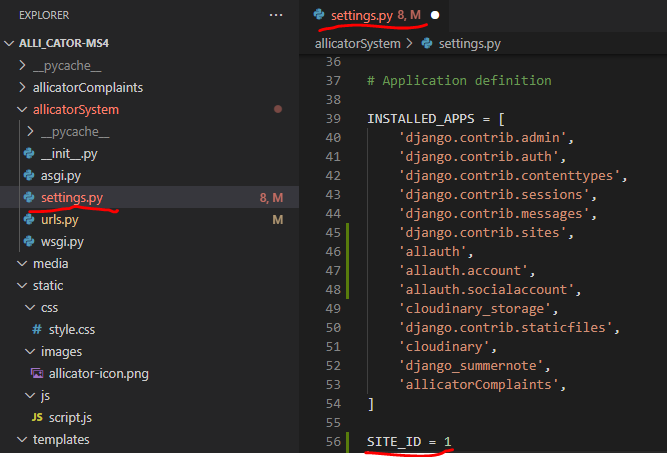 EXPLORER
...
ALLI_CATOR-MS4
__pycache__
allicatorComplaints
allicatorSystem
__pycache__
__init__.py
asgi.py
settings.py 8, M
urls.py M
wsgi.py
media
static
css
# style.css
images
allicator-icon.png
js
JS script.js
templates
settings.py 8, M
allicatorSystem > settings.py
36
37 # Application definition
38
39 INSTALLED_APPS = [
40 'django.contrib.admin',
41 'django.contrib.auth',
42 'django.contrib.contenttypes',
43 'django.contrib.sessions',
44 'django.contrib.messages',
45 'django.contrib.sites',
46 'allauth',
47 'allauth.account',
48 'allauth.socialaccount',
49 'cloudinary_storage',
50 'django.contrib.staticfiles',
51 'cloudinary',
52 'django_summernote',
53 'allicatorComplaints',
54 ]
55
56 SITE_ID = 1